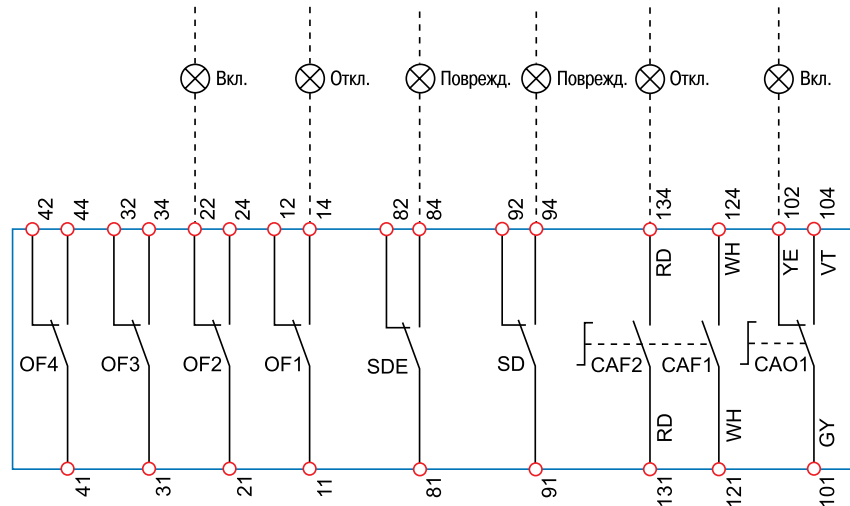 Вкл. Откл. Поврежд. Поврежд. Откл. Вкл.
42 44 32 34 22 24 12 14 82 84 92 94 134 124 102 104
RD WH YE VT
OF4 OF3 OF2 OF1 SDE SD CAF2 CAF1 CAO1
RD WH GY
41 31 21 11 81 91 131 121 101